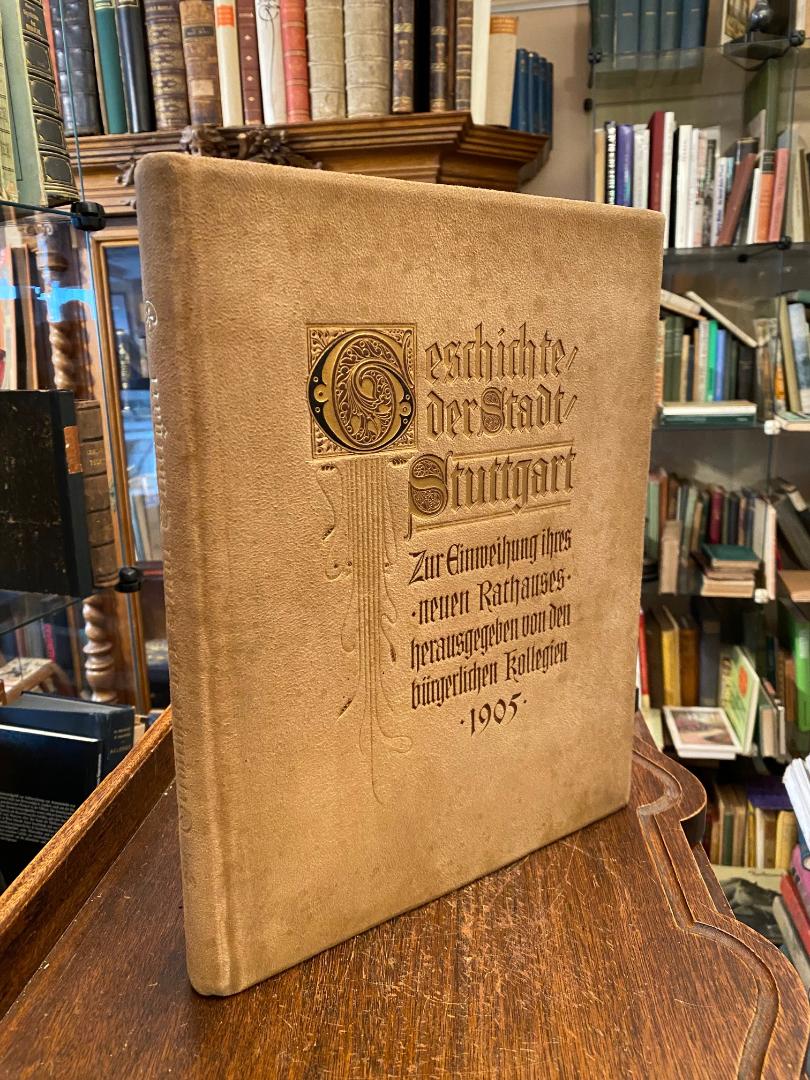 Geschichte/
der Stadt/
Stuttgart
Zur Einweihung ihres
·neuen Rathauses·
herausgegeben von den
bürgerlichen Kollegien
·1905·